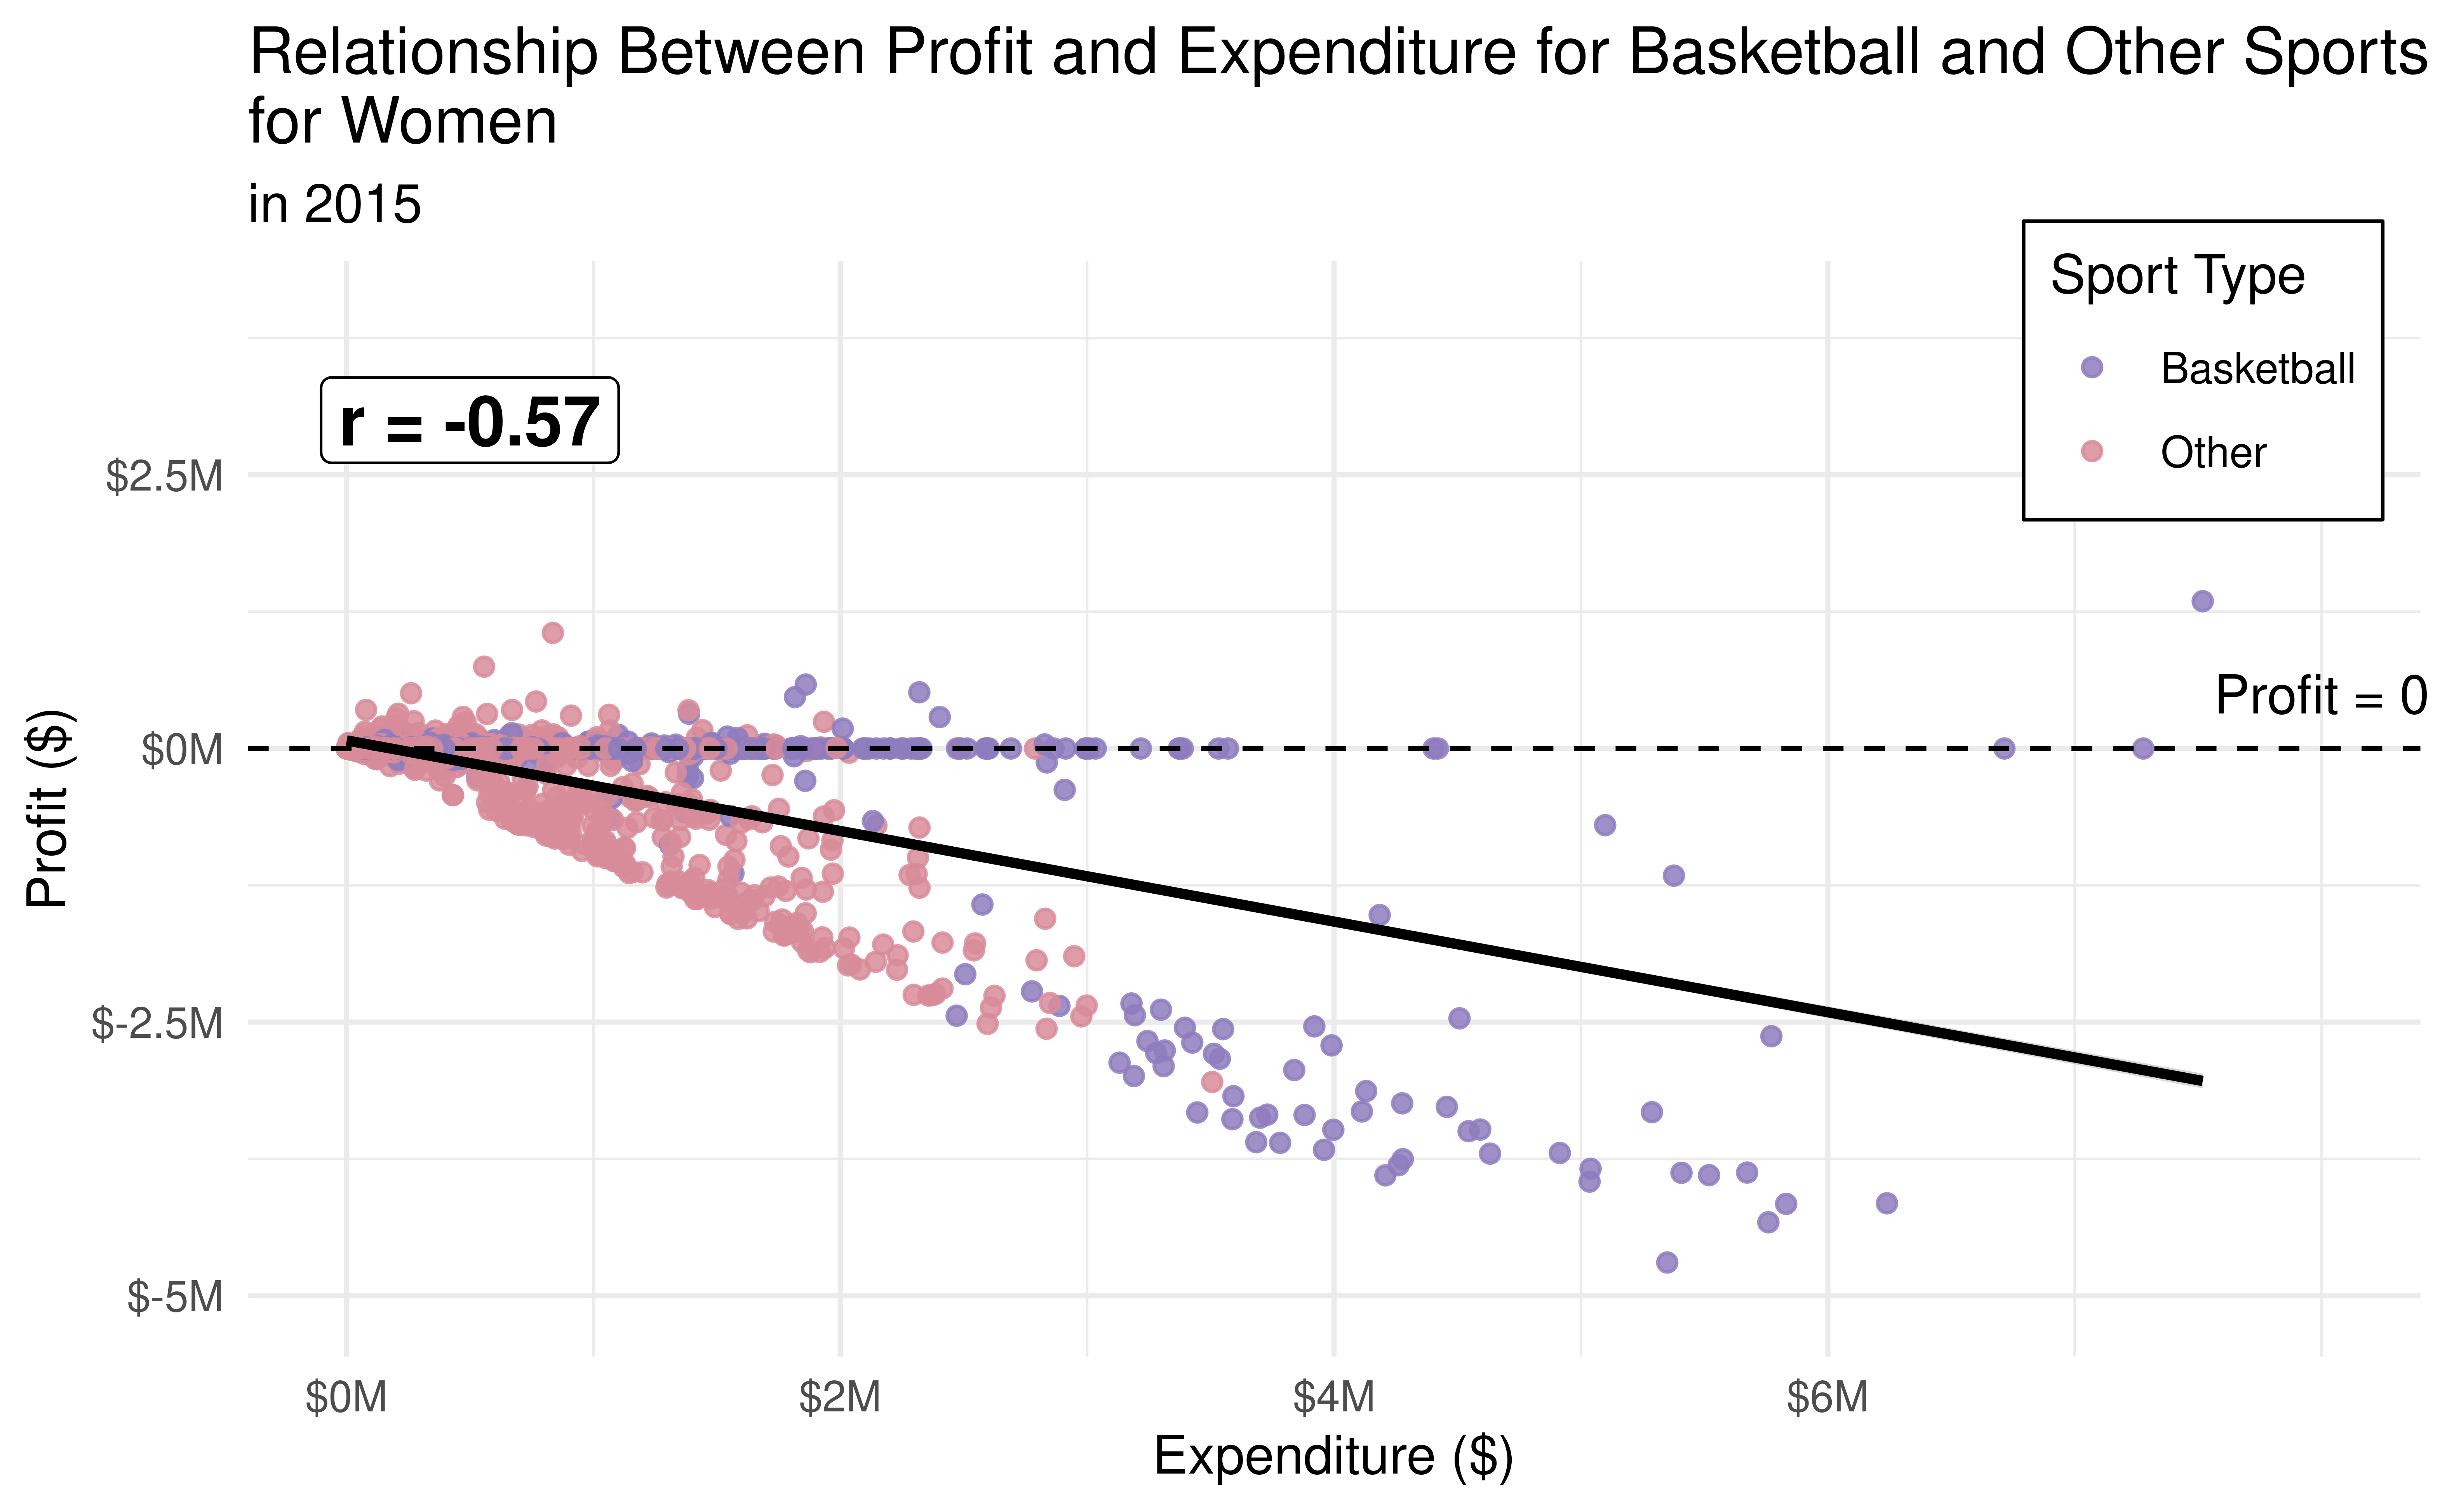 Relationship Between Profit and Expenditure for Basketball and Other Sports
for Women
in 2015
Sport Type
Basketball
Other
r = -0.57
Profit = 0
Profit ($)
$2.5M
$0M
$-2.5M
$-5M
$0M
$2M
$4M
$6M
Expenditure ($)